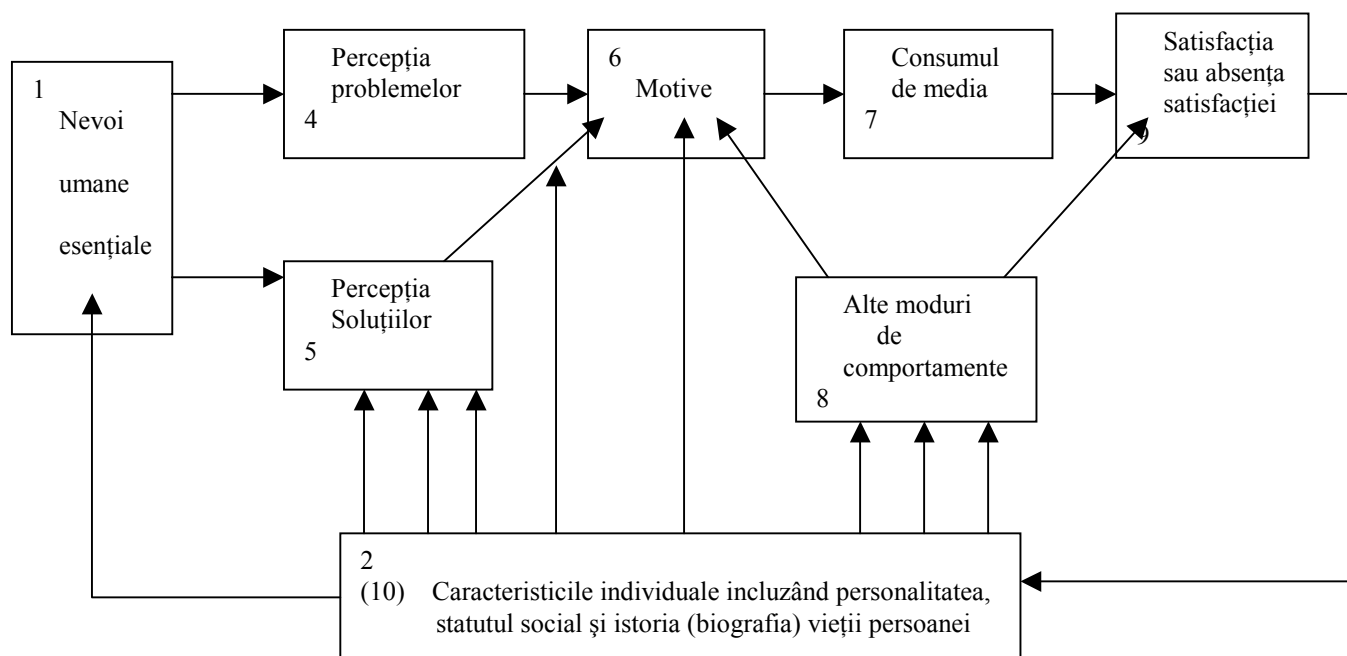 1
Nevoi
umane
esențiale
Percepția
problemelor
4
6
Motive
Consumul
de media
7
Satisfacția
sau absența
satisfacției
9
Percepția
Soluțiilor
5
Alte moduri
de
comportamente
8
2
(10) Caracteristicile individuale incluzând personalitatea,
statutul social şi istoria (biografia) vieții persoanei